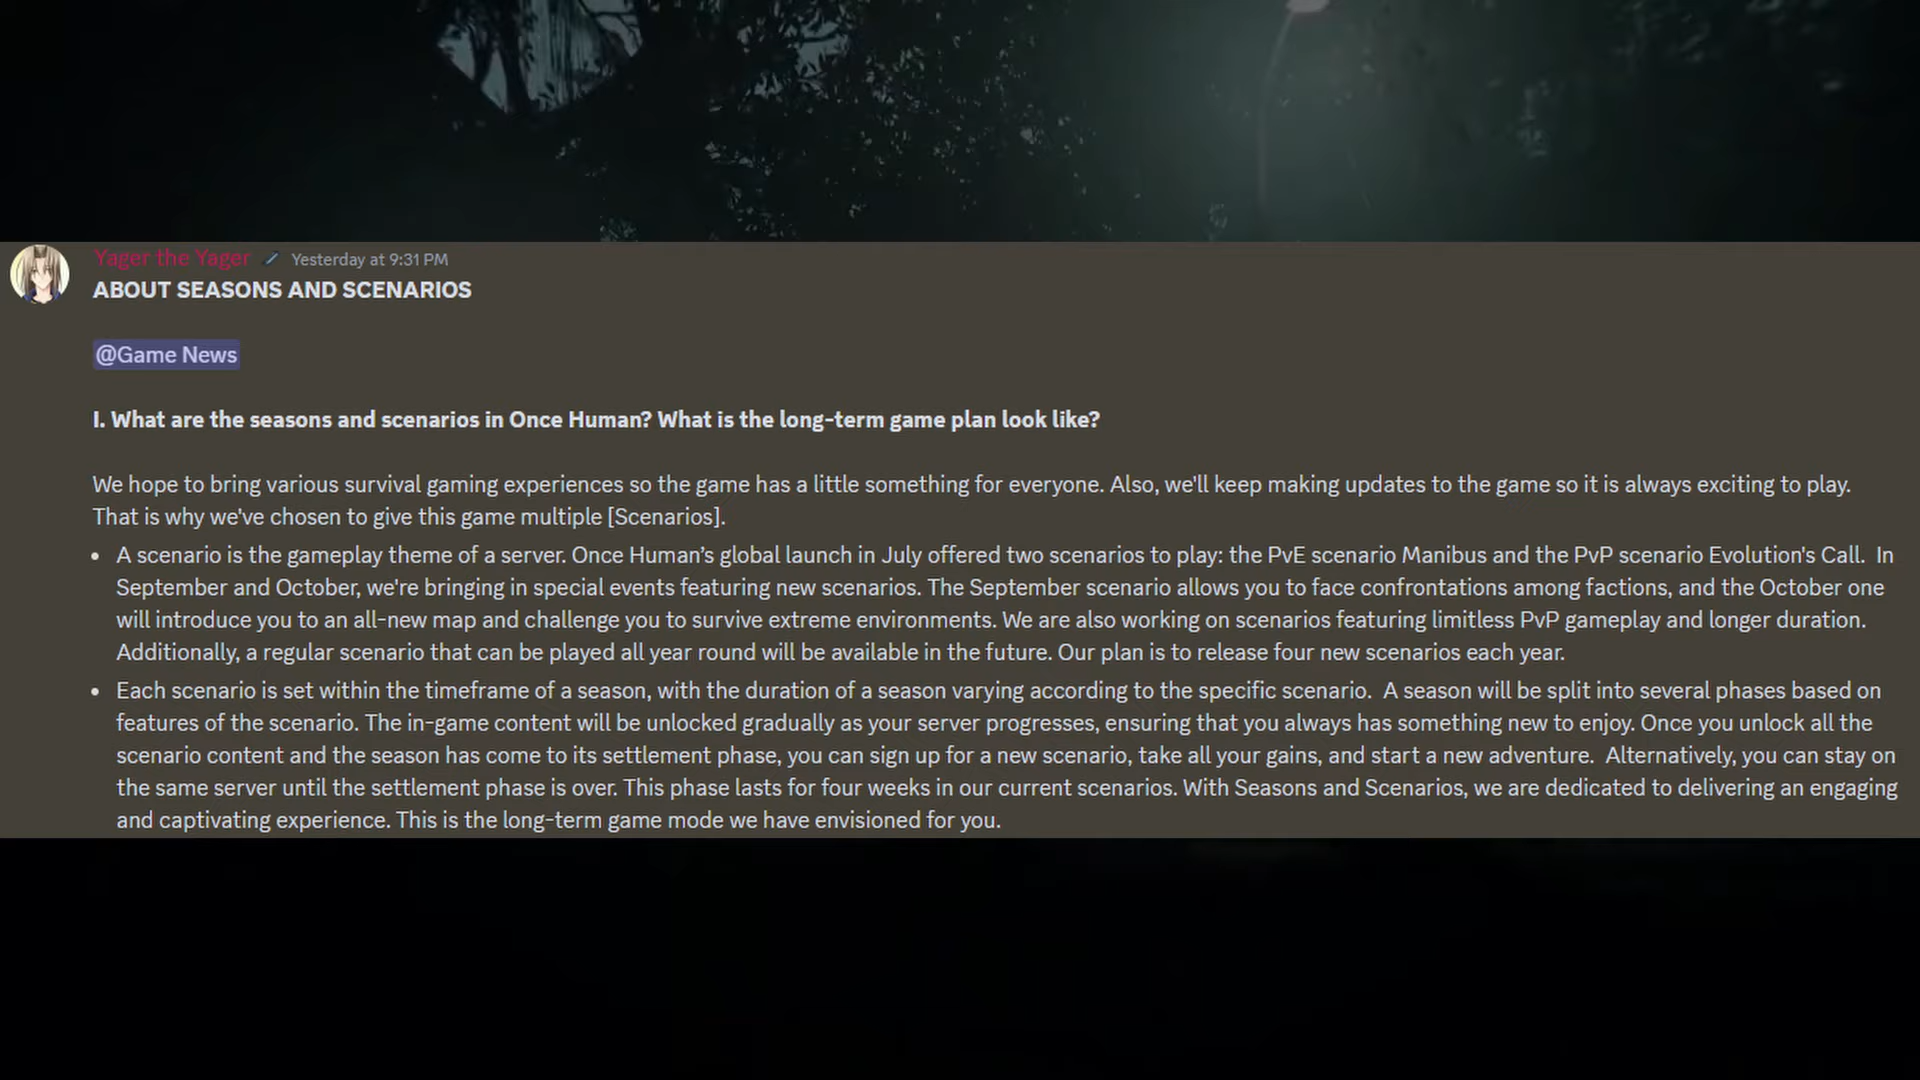 Yager the Yager Yesterday at 9:31 PM
ABOUT SEASONS AND SCENARIOS
@Game News
I. What are the seasons and scenarios in Once Human? What is the long-term game plan look like?
We hope to bring various survival gaming experiences so the game has a little something for everyone. Also, we'll keep making updates to the game so it is always exciting to play.
That is why we've chosen to give this game multiple [Scenarios].
• A scenario is the gameplay theme of a server. Once Human’s global launch in July offered two scenarios to play: the PvE scenario Manibus and the PvP scenario Evolution's Call.  In
September and October, we're bringing in special events featuring new scenarios. The September scenario allows you to face confrontations among factions, and the October one
will introduce you to an all-new map and challenge you to survive extreme environments. We are also working on scenarios featuring limitless PvP gameplay and longer duration.
Additionally, a regular scenario that can be played all year round will be available in the future. Our plan is to release four new scenarios each year.
• Each scenario is set within the timeframe of a season, with the duration of a season varying according to the specific scenario.  A season will be split into several phases based on
features of the scenario. The in-game content will be unlocked gradually as your server progresses, ensuring that you always has something new to enjoy. Once you unlock all the
scenario content and the season has come to its settlement phase, you can sign up for a new scenario, take all your gains, and start a new adventure.  Alternatively, you can stay on
the same server until the settlement phase is over. This phase lasts for four weeks in our current scenarios. With Seasons and Scenarios, we are dedicated to delivering an engaging
and captivating experience. This is the long-term game mode we have envisioned for you.